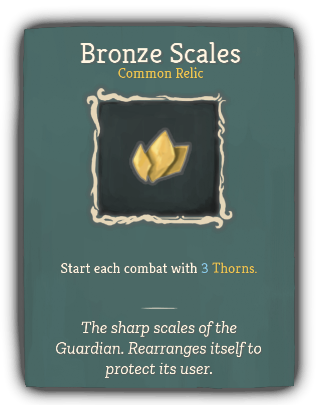 Bronze Scales
Common Relic
Start each combat with 3 Thorns.
The sharp scales of the
Guardian. Rearranges itself to
protect its user.